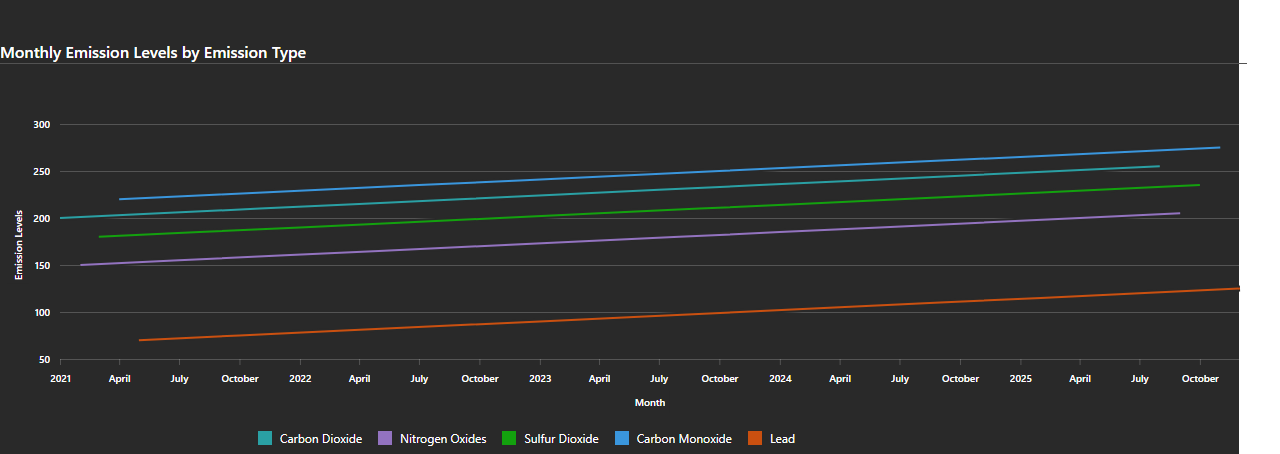 Monthly Emission Levels by Emission Type
300
250
200
150
100
50
Emission Levels
2021 April July October 2022 April July October 2023 April July October 2024 April July October 2025 April July October
Month
Carbon Dioxide Nitrogen Oxides Sulfur Dioxide Carbon Monoxide Lead